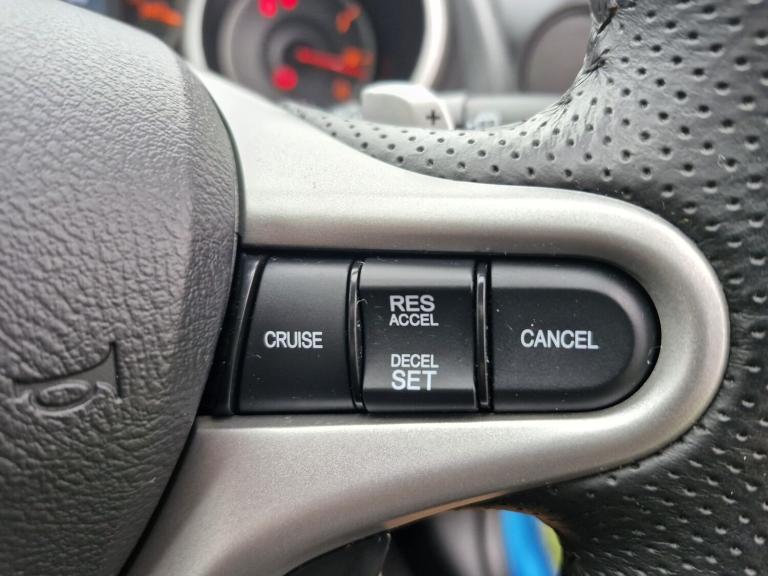 CRUISE
RES
ACCEL
DECEL
SET
CANCEL
+